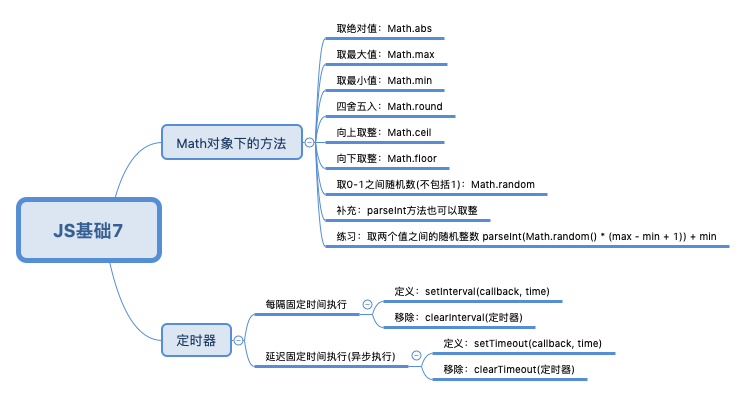 JS基础7
Math对象下的方法
取绝对值：Math.abs
取最大值：Math.max
取最小值：Math.min
四舍五入：Math.round
向上取整：Math.ceil
向下取整：Math.floor
取0-1之间随机数(不包括1)：Math.random
补充：parseInt方法也可以取整
练习：取两个值之间的随机整数 parseInt(Math.random() * (max - min + 1)) + min
定时器
每隔固定时间执行
定义：setInterval(callback, time)
移除：clearInterval(定时器)
延迟固定时间执行(异步执行)
定义：setTimeout(callback, time)
移除：clearTimeout(定时器)